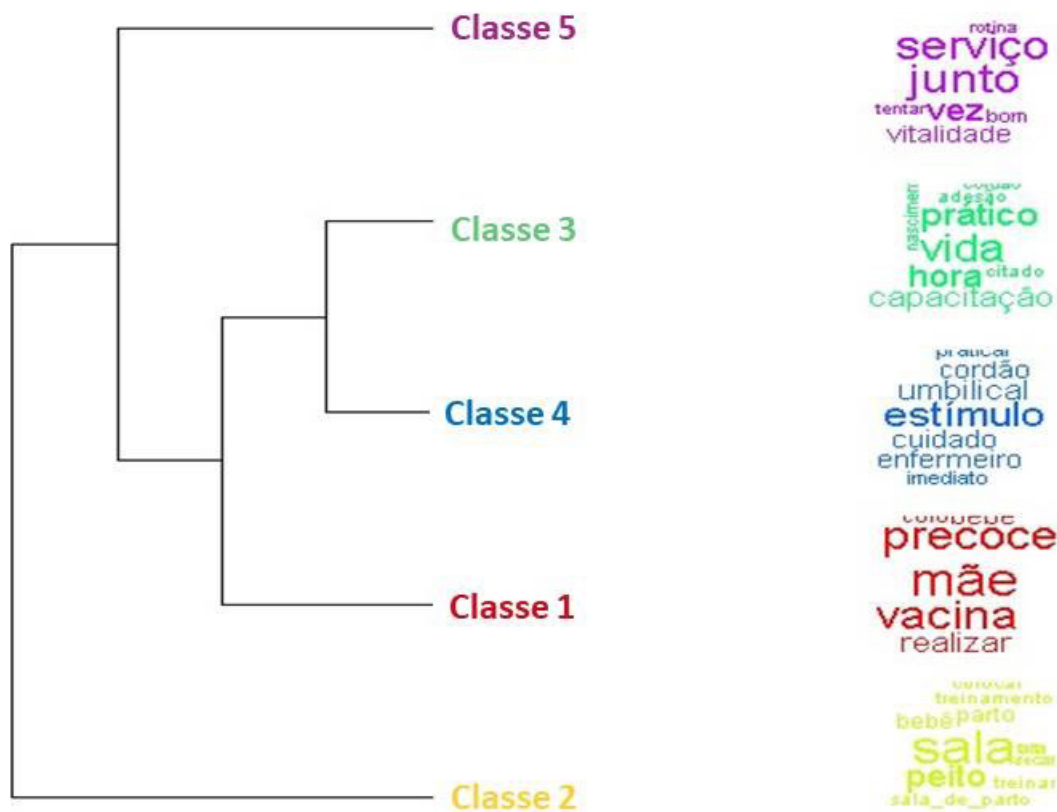 Classe 5
rotina
serviço
junto
tentar vez bom
vitalidade
Classe 3
adesão
prático
vida
hora citado
capacitação
Classe 4
cordão
umbilical
estímulo
cuidado
enfermeiro
imediato
Classe 1
precoce
mãe
vacina
realizar
Classe 2
treinamento
bebê parto
sala
peito treinar
sala_de_parto